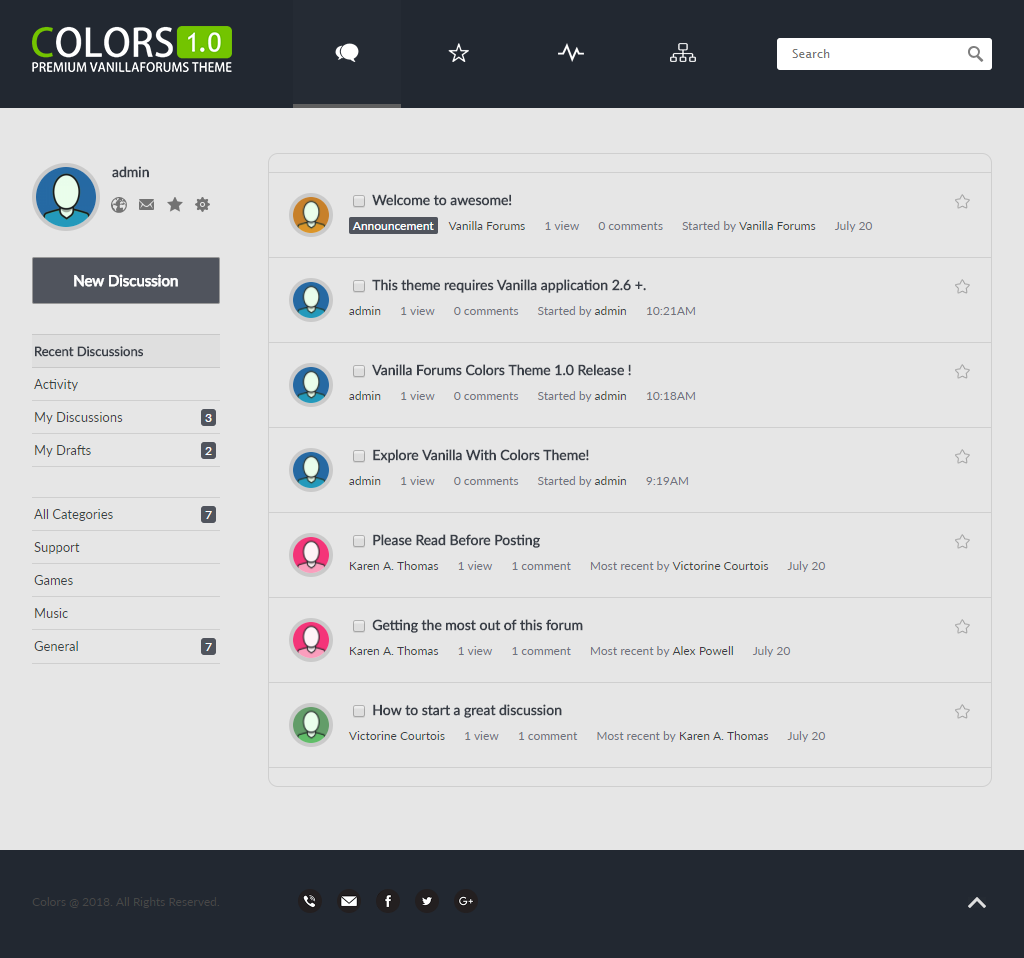 COLORS 1.0
PREMIUM VANILLAFORUMS THEME
Search
admin
New Discussion
Recent Discussions
Activity
My Discussions 3
My Drafts 2
All Categories 7
Support
Games
Music
General 7
Welcome to awesome!
Announcement Vanilla Forums 1 view 0 comments Started by Vanilla Forums July 20
This theme requires Vanilla application 2.6 +.
admin 1 view 0 comments Started by admin 10:21AM
Vanilla Forums Colors Theme 1.0 Release !
admin 1 view 0 comments Started by admin 10:18AM
Explore Vanilla With Colors Theme!
admin 1 view 0 comments Started by admin 9:19AM
Please Read Before Posting
Karen A. Thomas 1 view 1 comment Most recent by Victorine Courtois July 20
Getting the most out of this forum
Karen A. Thomas 1 view 1 comment Most recent by Alex Powell July 20
How to start a great discussion
Victorine Courtois 1 view 1 comment Most recent by Karen A. Thomas July 20
Colors @ 2018. All Rights Reserved.
f G+